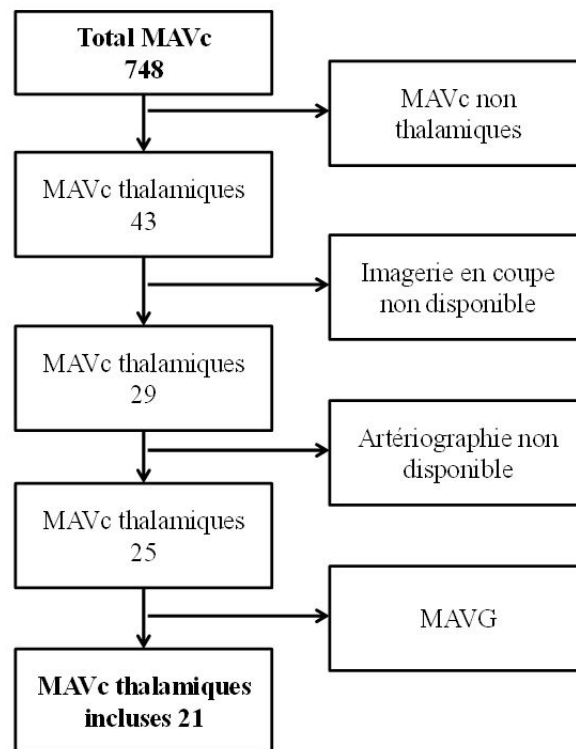 Total MAVc
748
MAVc non
thalamiques
MAVc thalamiques
43
Imagerie en coupe
non disponible
MAVc thalamiques
29
Artériographie non
disponible
MAVc thalamiques
25
MAVG
MAVc thalamiques
incluses 21